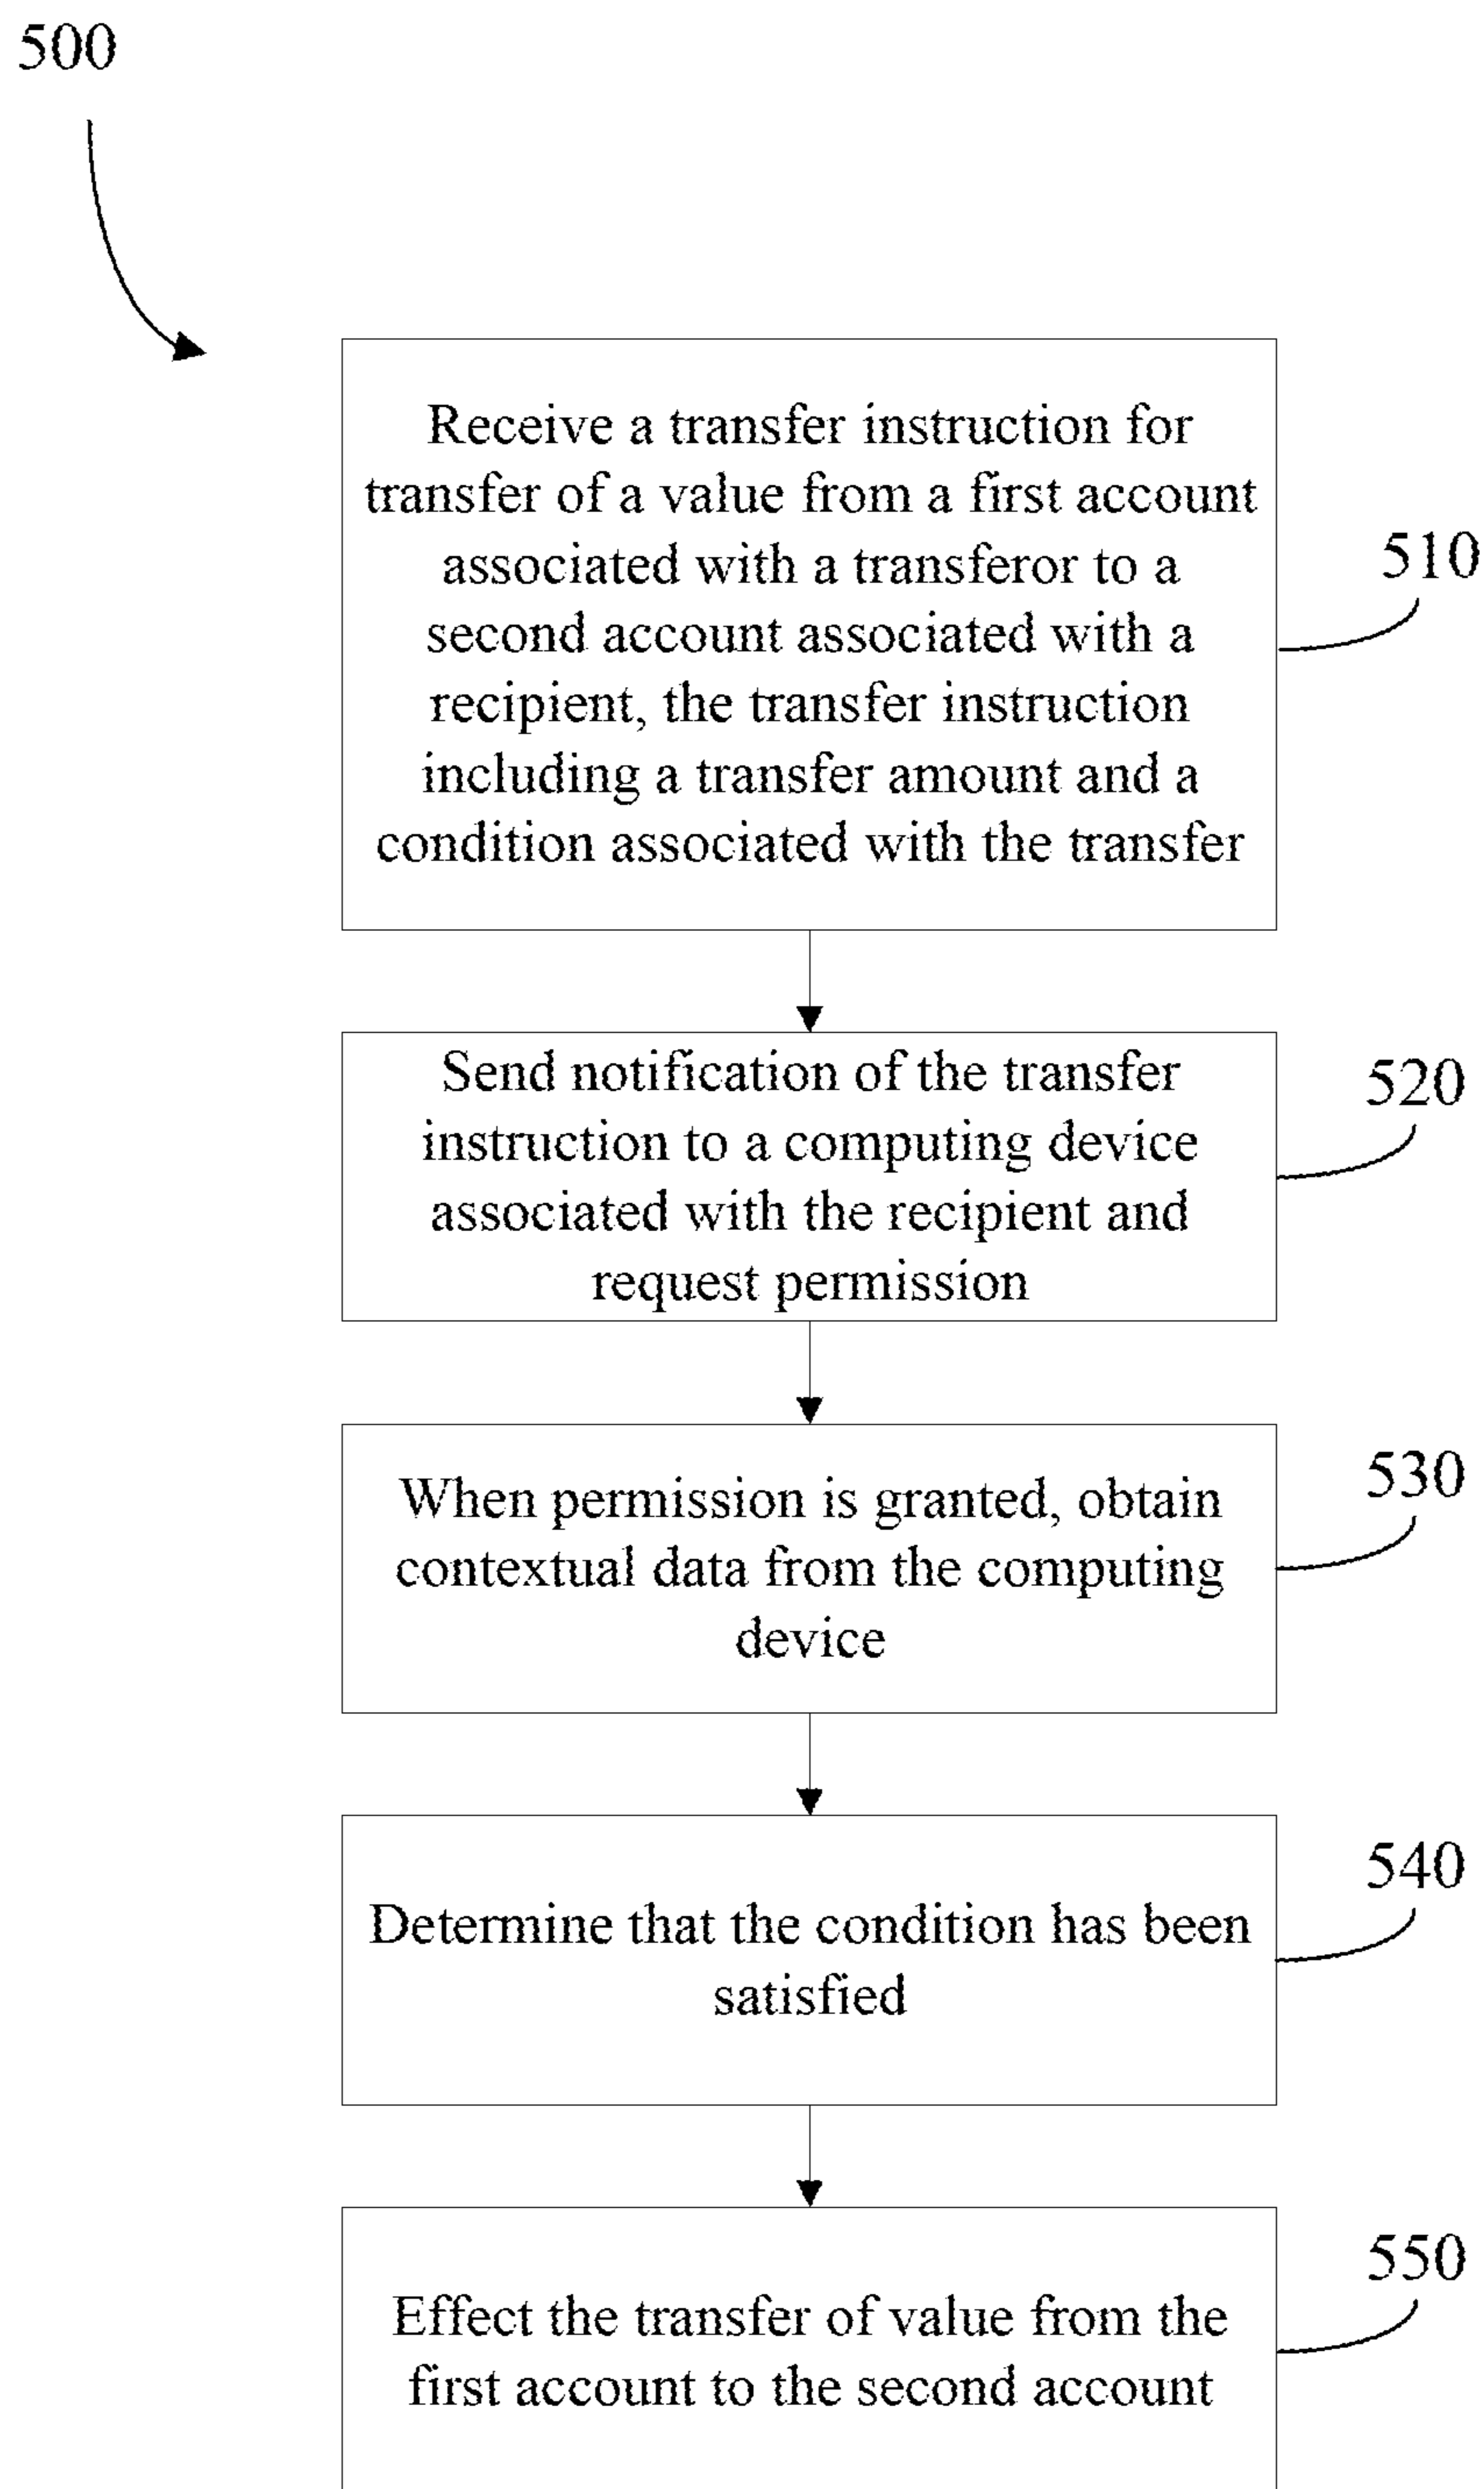 500
Receive a transfer instruction for
transfer of a value from a first account
associated with a transferor to a
second account associated with a
recipient, the transfer instruction
including a transfer amount and a
condition associated with the transfer
510
Send notification of the transfer
instruction to a computing device
associated with the recipient and
request permission
520
When permission is granted, obtain
contextual data from the computing
device
530
Determine that the condition has been
satisfied
540
Effect the transfer of value from the
first account to the second account
550